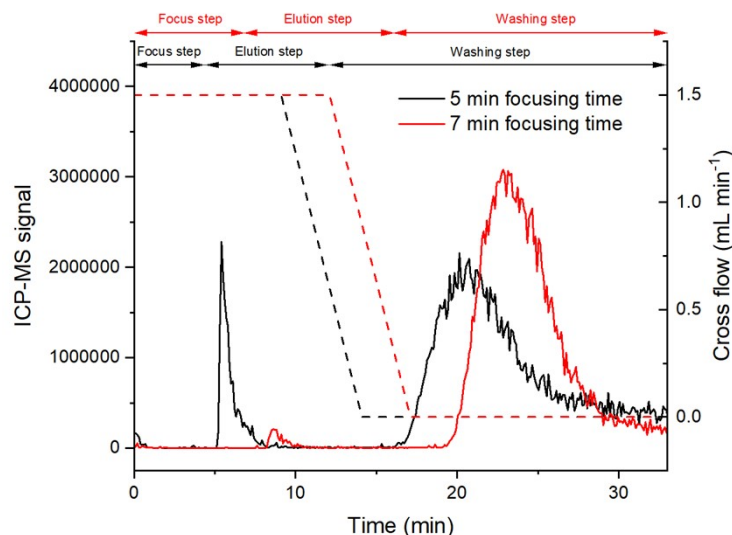 Focus step Elution step Washing step
Focus step Elution step Washing step
4000000
3000000
2000000
1000000
0
ICP-MS signal
5 min focusing time
7 min focusing time
1.5
1.0
0.5
0.0
Cross flow (mL min⁻¹)
0 10 20 30
Time (min)